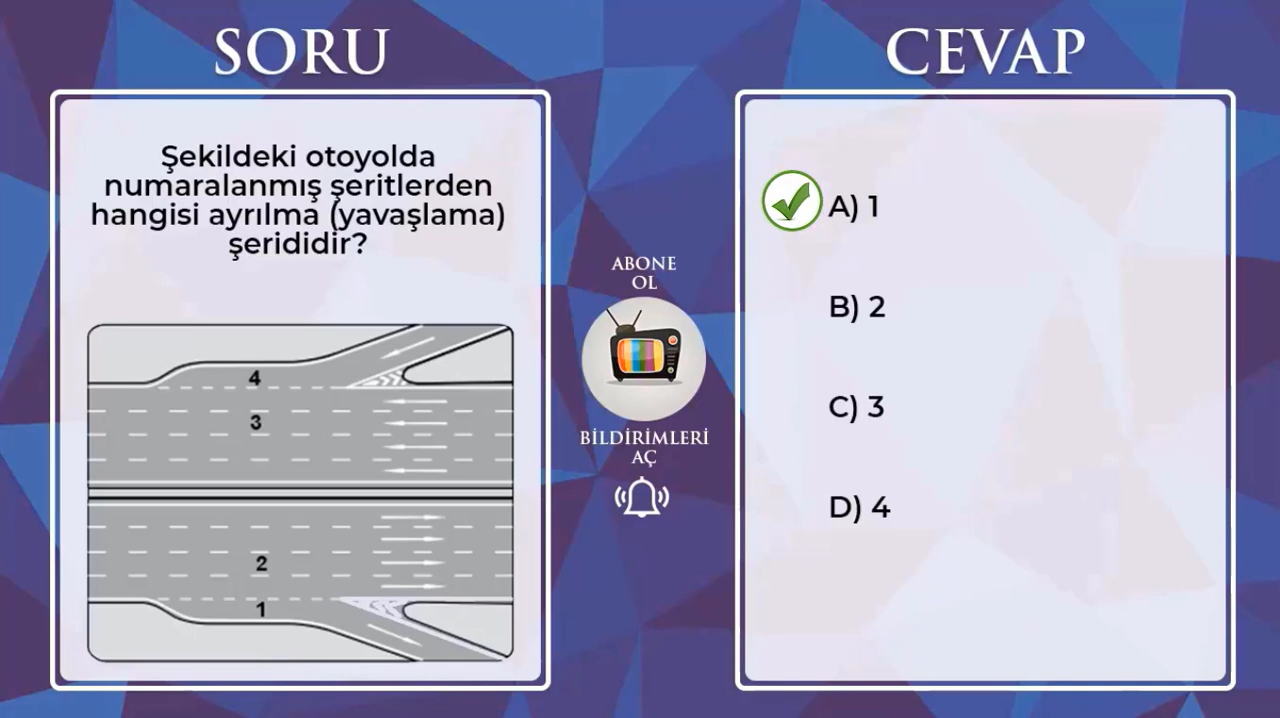 SORU
Şekildeki otoyolda
numaralanmış şeritlerden
hangisi ayrılma (yavaşlama)
şerididir?
4
3
2
1
ABONE
OL
BİLDİRİMLERİ
AÇ
CEVAP
A) 1
B) 2
C) 3
D) 4